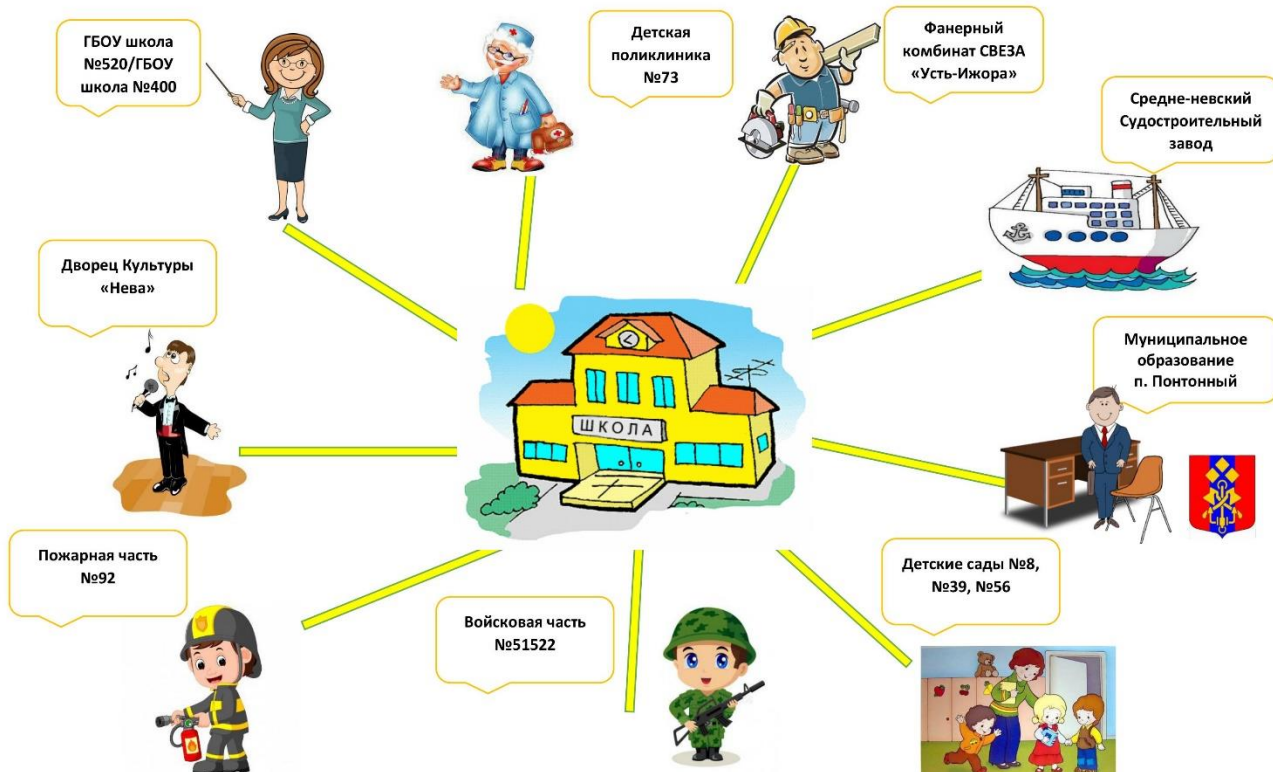 ГБОУ школа
№520/ГБОУ
школа №400
Детская
поликлиника
№73
Фанерный
комбинат СВЕЗА
«Усть-Ижора»
Средне-невский
Судостроительный
завод
Дворец Культуры
«Нева»
Муниципальное
образование
п. Понтонный
ШКОЛА
Пожарная часть
№92
Войсковая часть
№51522
Детские сады №8,
№39, №56